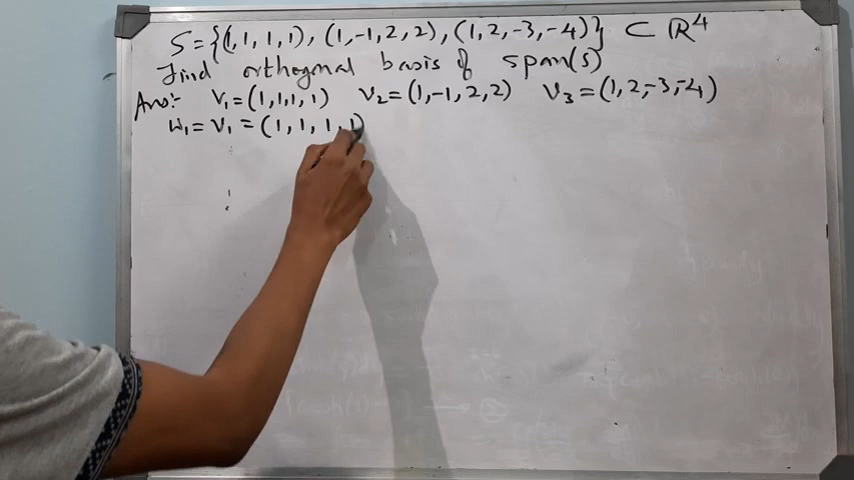 S = {(1, 1, 1, 1), (1, -1, 2, 2), (1, 2, -3, -4)} ⊂ ℝ⁴
Find orthogonal basis of span(S)
Ans:- V₁ = (1, 1, 1, 1) V₂ = (1, -1, 2, 2) V₃ = (1, 2, -3, -4)
W₁ = V₁ = (1, 1, 1, 1)